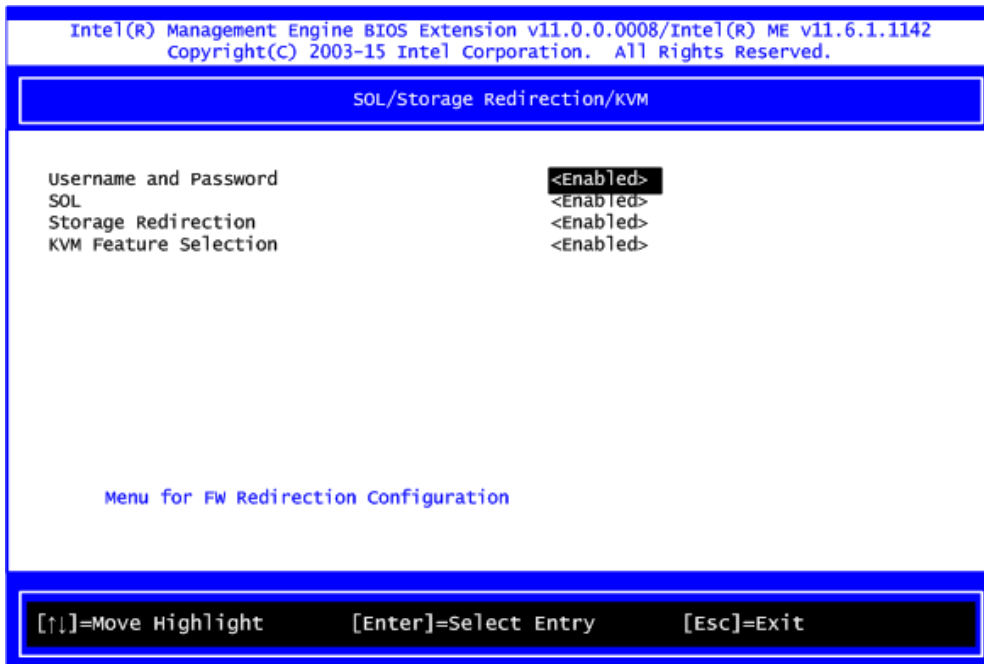 Intel(R) Management Engine BIOS Extension v11.0.0.0008/Intel(R) ME v11.6.1.1142
Copyright(C) 2003-15 Intel Corporation. All Rights Reserved.
SOL/Storage Redirection/KVM
Username and Password <Enabled>
SOL <Enabled>
Storage Redirection <Enabled>
KVM Feature Selection <Enabled>
Menu for FW Redirection Configuration
[↑↓]=Move Highlight [Enter]=Select Entry [Esc]=Exit